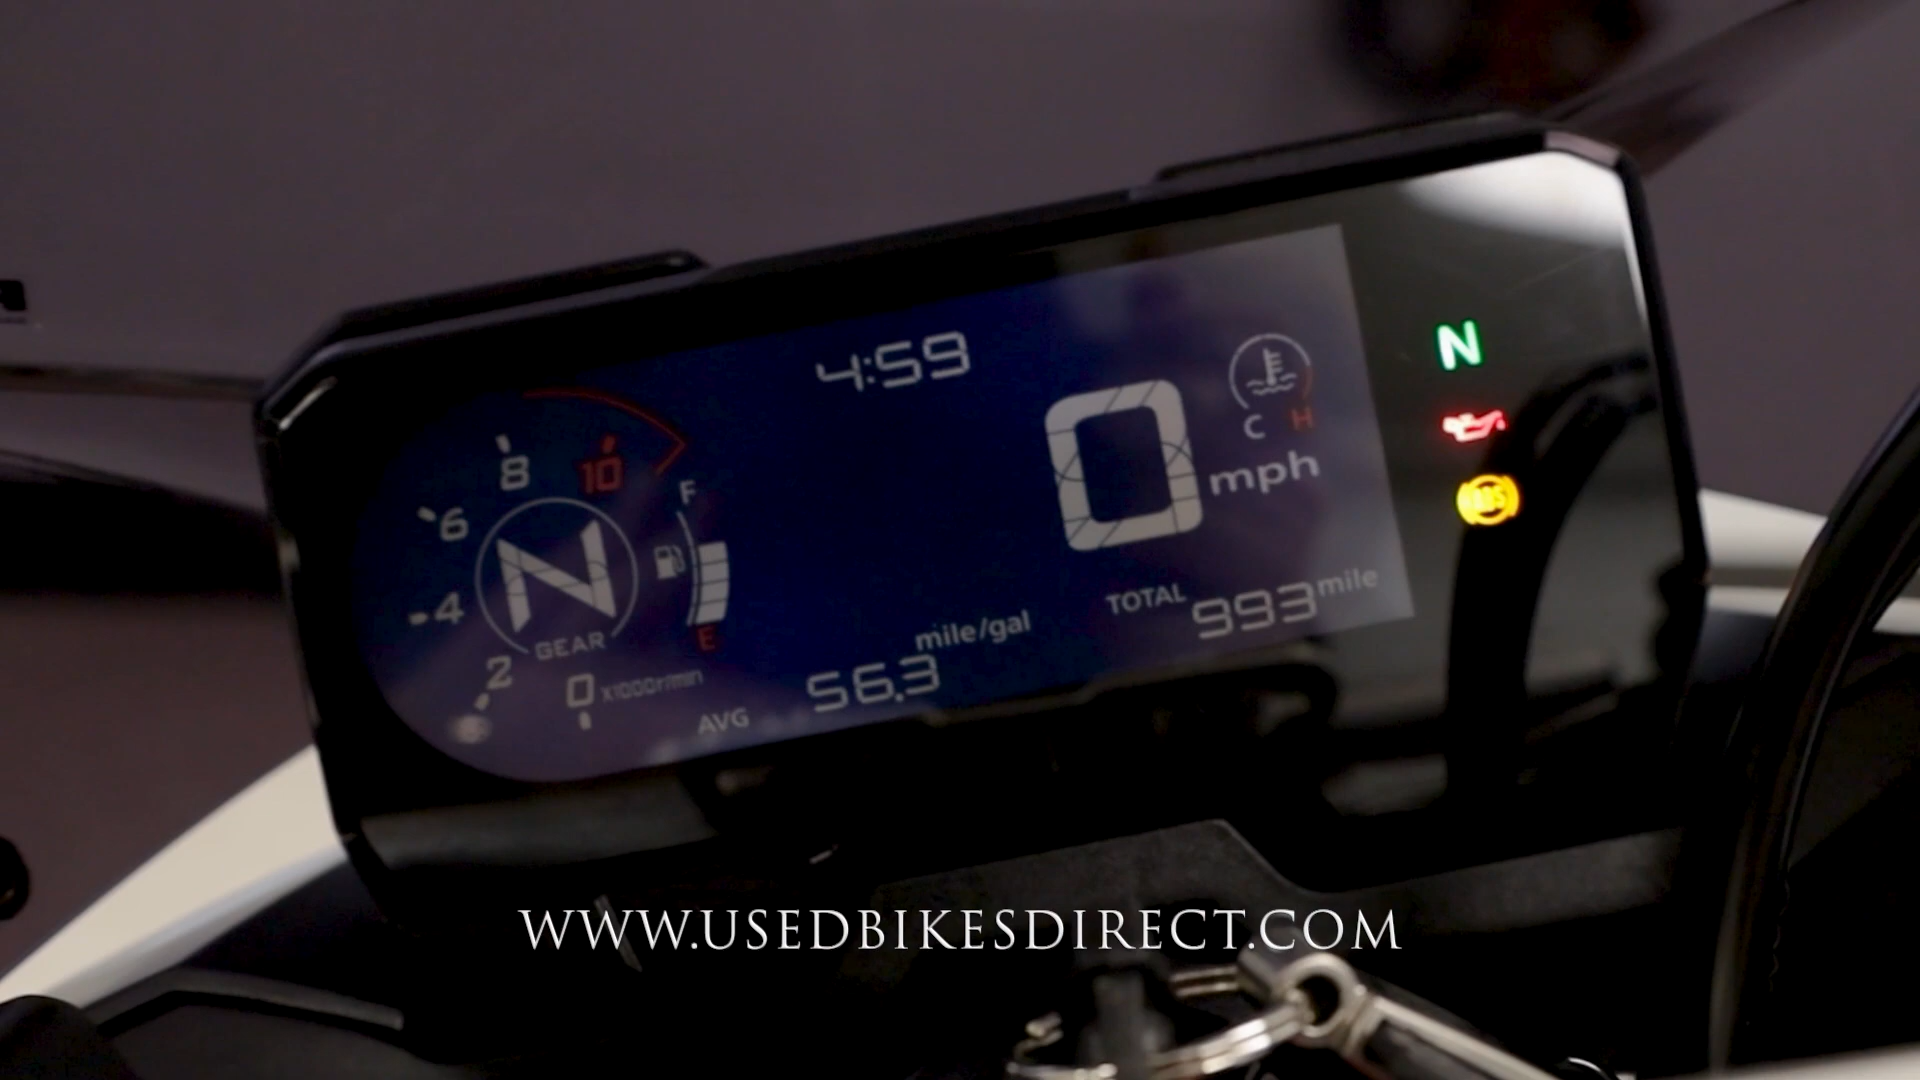 4:59
N
C H
8 10
0 mph
6
F
N
ABS
4
GEAR
E
TOTAL 993 mile
mile/gal
2
0 X1000r/min
AVG 56.3
WWW.USEDBIKESDIRECT.COM